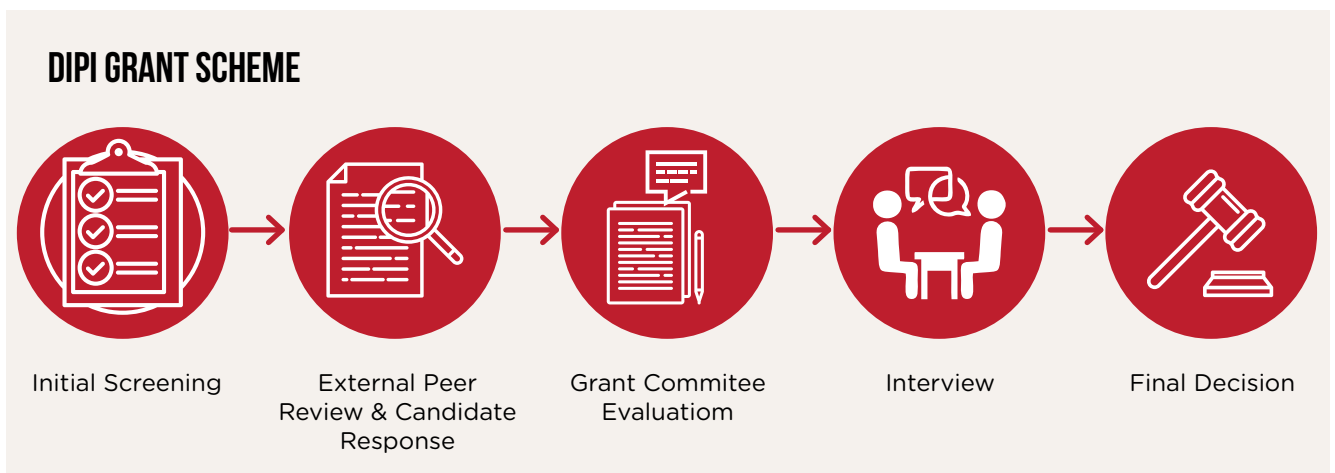 DIPI GRANT SCHEME
Initial Screening
External Peer
Review & Candidate
Response
Grant Commitee
Evaluatiom
Interview
Final Decision